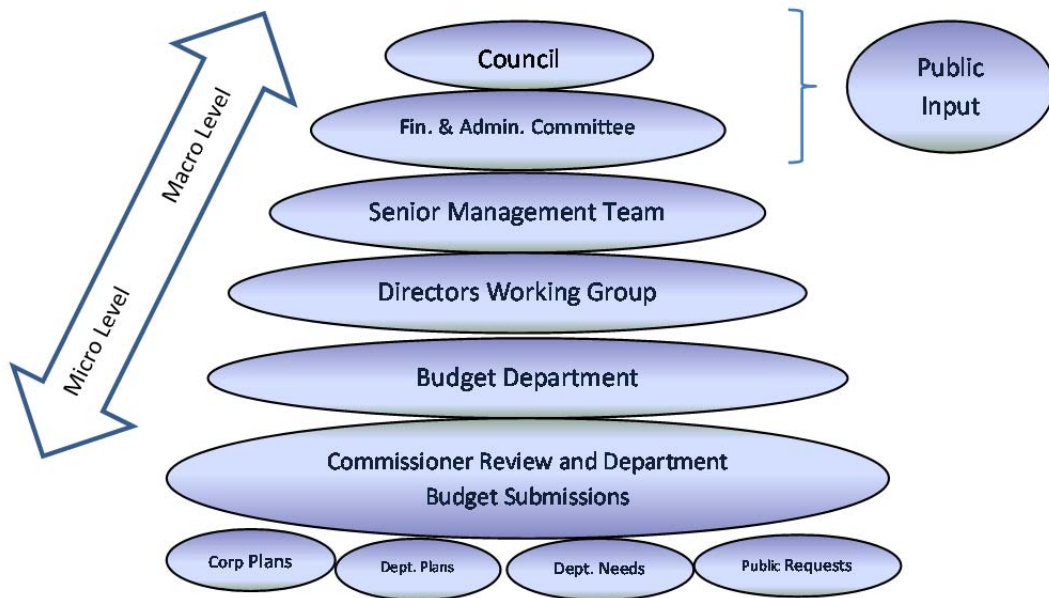 Council
Fin. & Admin. Committee
Public
Input
Macro Level
Senior Management Team
Directors Working Group
Micro Level
Budget Department
Commissioner Review and Department
Budget Submissions
Corp Plans
Dept. Plans
Dept. Needs
Public Requests